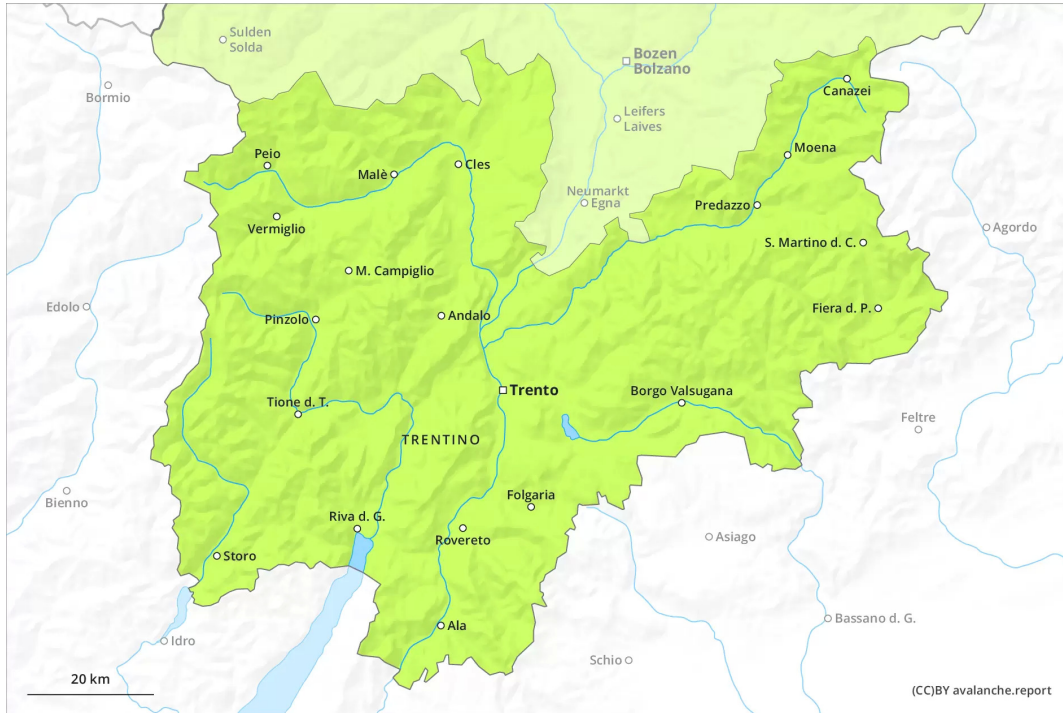 Sulden
Solda
Bozen
Bolzano
Bormio
Canazei
Leifers
Laives
Moena
Peio
Malè
Cles
Neumarkt
Egna
Predazzo
Vermiglio
Agordo
S. Martino d. C.
M. Campiglio
Edolo
Fiera d. P.
Pinzolo
Andalo
Trento
Borgo Valsugana
Tione d. T.
Feltre
TRENTINO
Bienno
Folgaria
Riva d. G.
Rovereto
Asiago
Storo
Bassano d. G.
Ala
Idro
Schio
20 km
(CC)BY avalanche.report